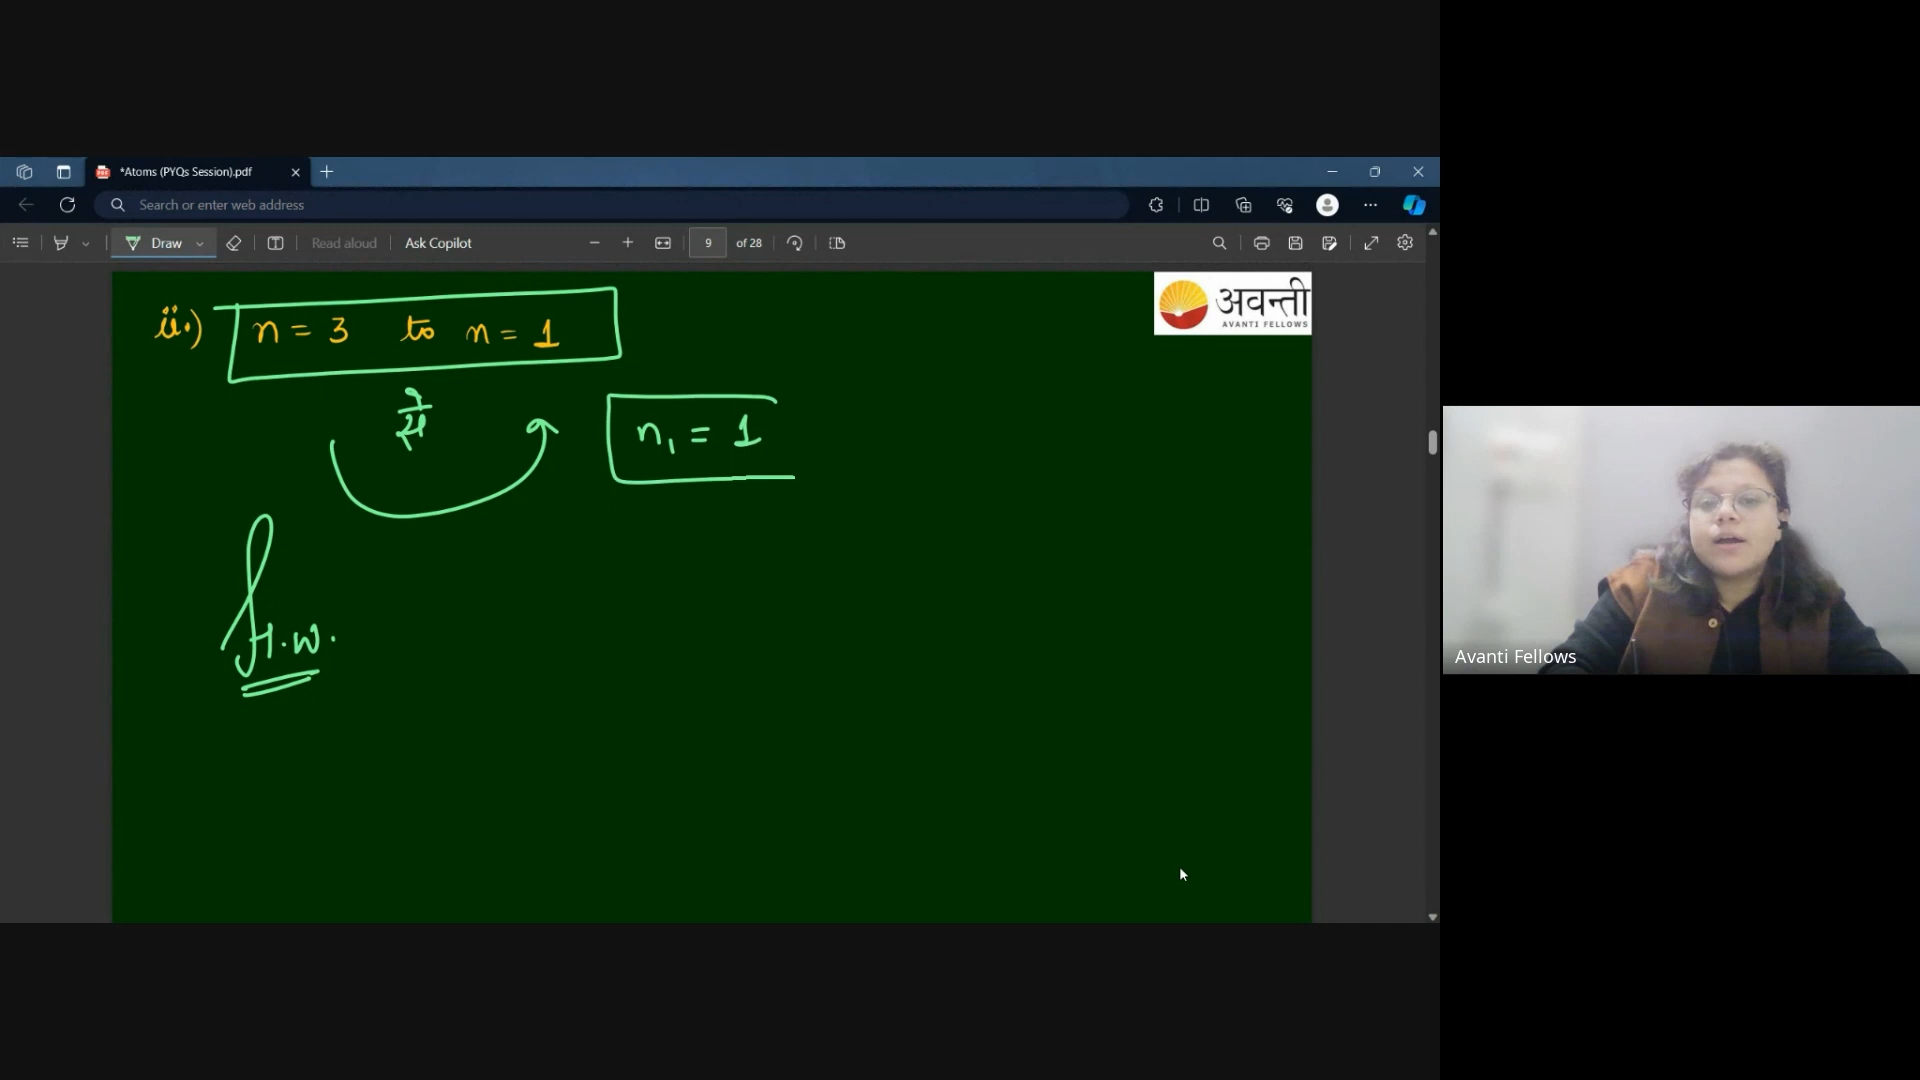 *Atoms (PYQs Session).pdf
Search or enter web address
Draw
Read aloud
Ask Copilot
9 of 28
ii.) n = 3 to n = 1
अवन्ती
AVANTI FELLOWS
n₁ = 1
H.W.
Avanti Fellows